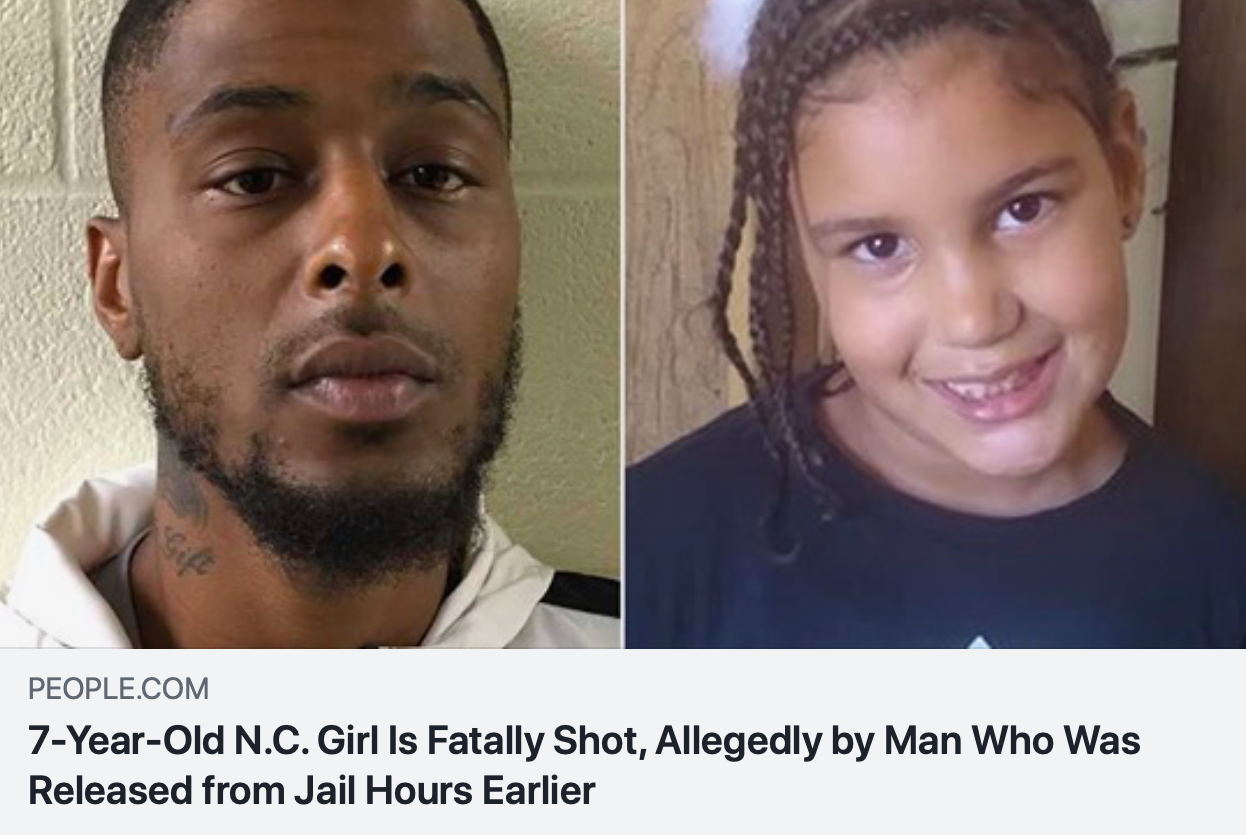 Gift
PEOPLE.COM
7-Year-Old N.C. Girl Is Fatally Shot, Allegedly by Man Who Was
Released from Jail Hours Earlier